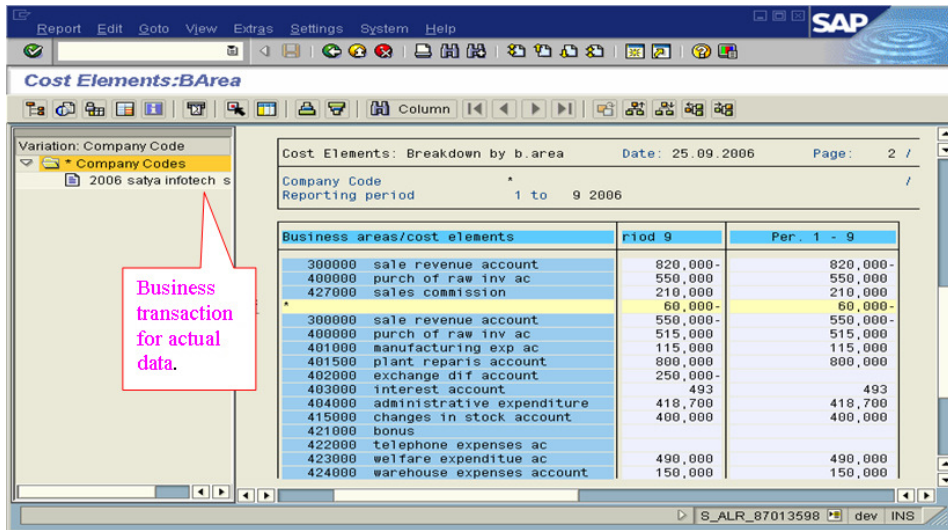 Report Edit Goto View Extras Settings System Help
SAP
Cost Elements:BArea
Column
Variation: Company Code
* Company Codes
2006 satya infotech s
Cost Elements: Breakdown by b.area Date: 25.09.2006 Page: 2 /
Company Code * /
Reporting period 1 to 9 2006
Business areas/cost elements riod 9 Per. 1 - 9
300000 sale revenue account 820,000- 820,000-
400000 purch of raw inv ac 550,000 550,000
427000 sales commission 210,000 210,000
* 60,000- 60,000-
300000 sale revenue account 550,000- 550,000-
400000 purch of raw inv ac 515,000 515,000
401000 manufacturing exp ac 115,000 115,000
401500 plant reparis account 800,000 800,000
402000 exchange dif account 250,000-
403000 interest account 493 493
404000 administrative expenditure 418,700 418,700
415000 changes in stock account 400,000 400,000
421000 bonus
422000 telephone expenses ac
423000 welfare expenditue ac 490,000 490,000
424000 warehouse expenses account 150,000 150,000
Business
transaction
for actual
data.
S_ALR_87013598 dev INS